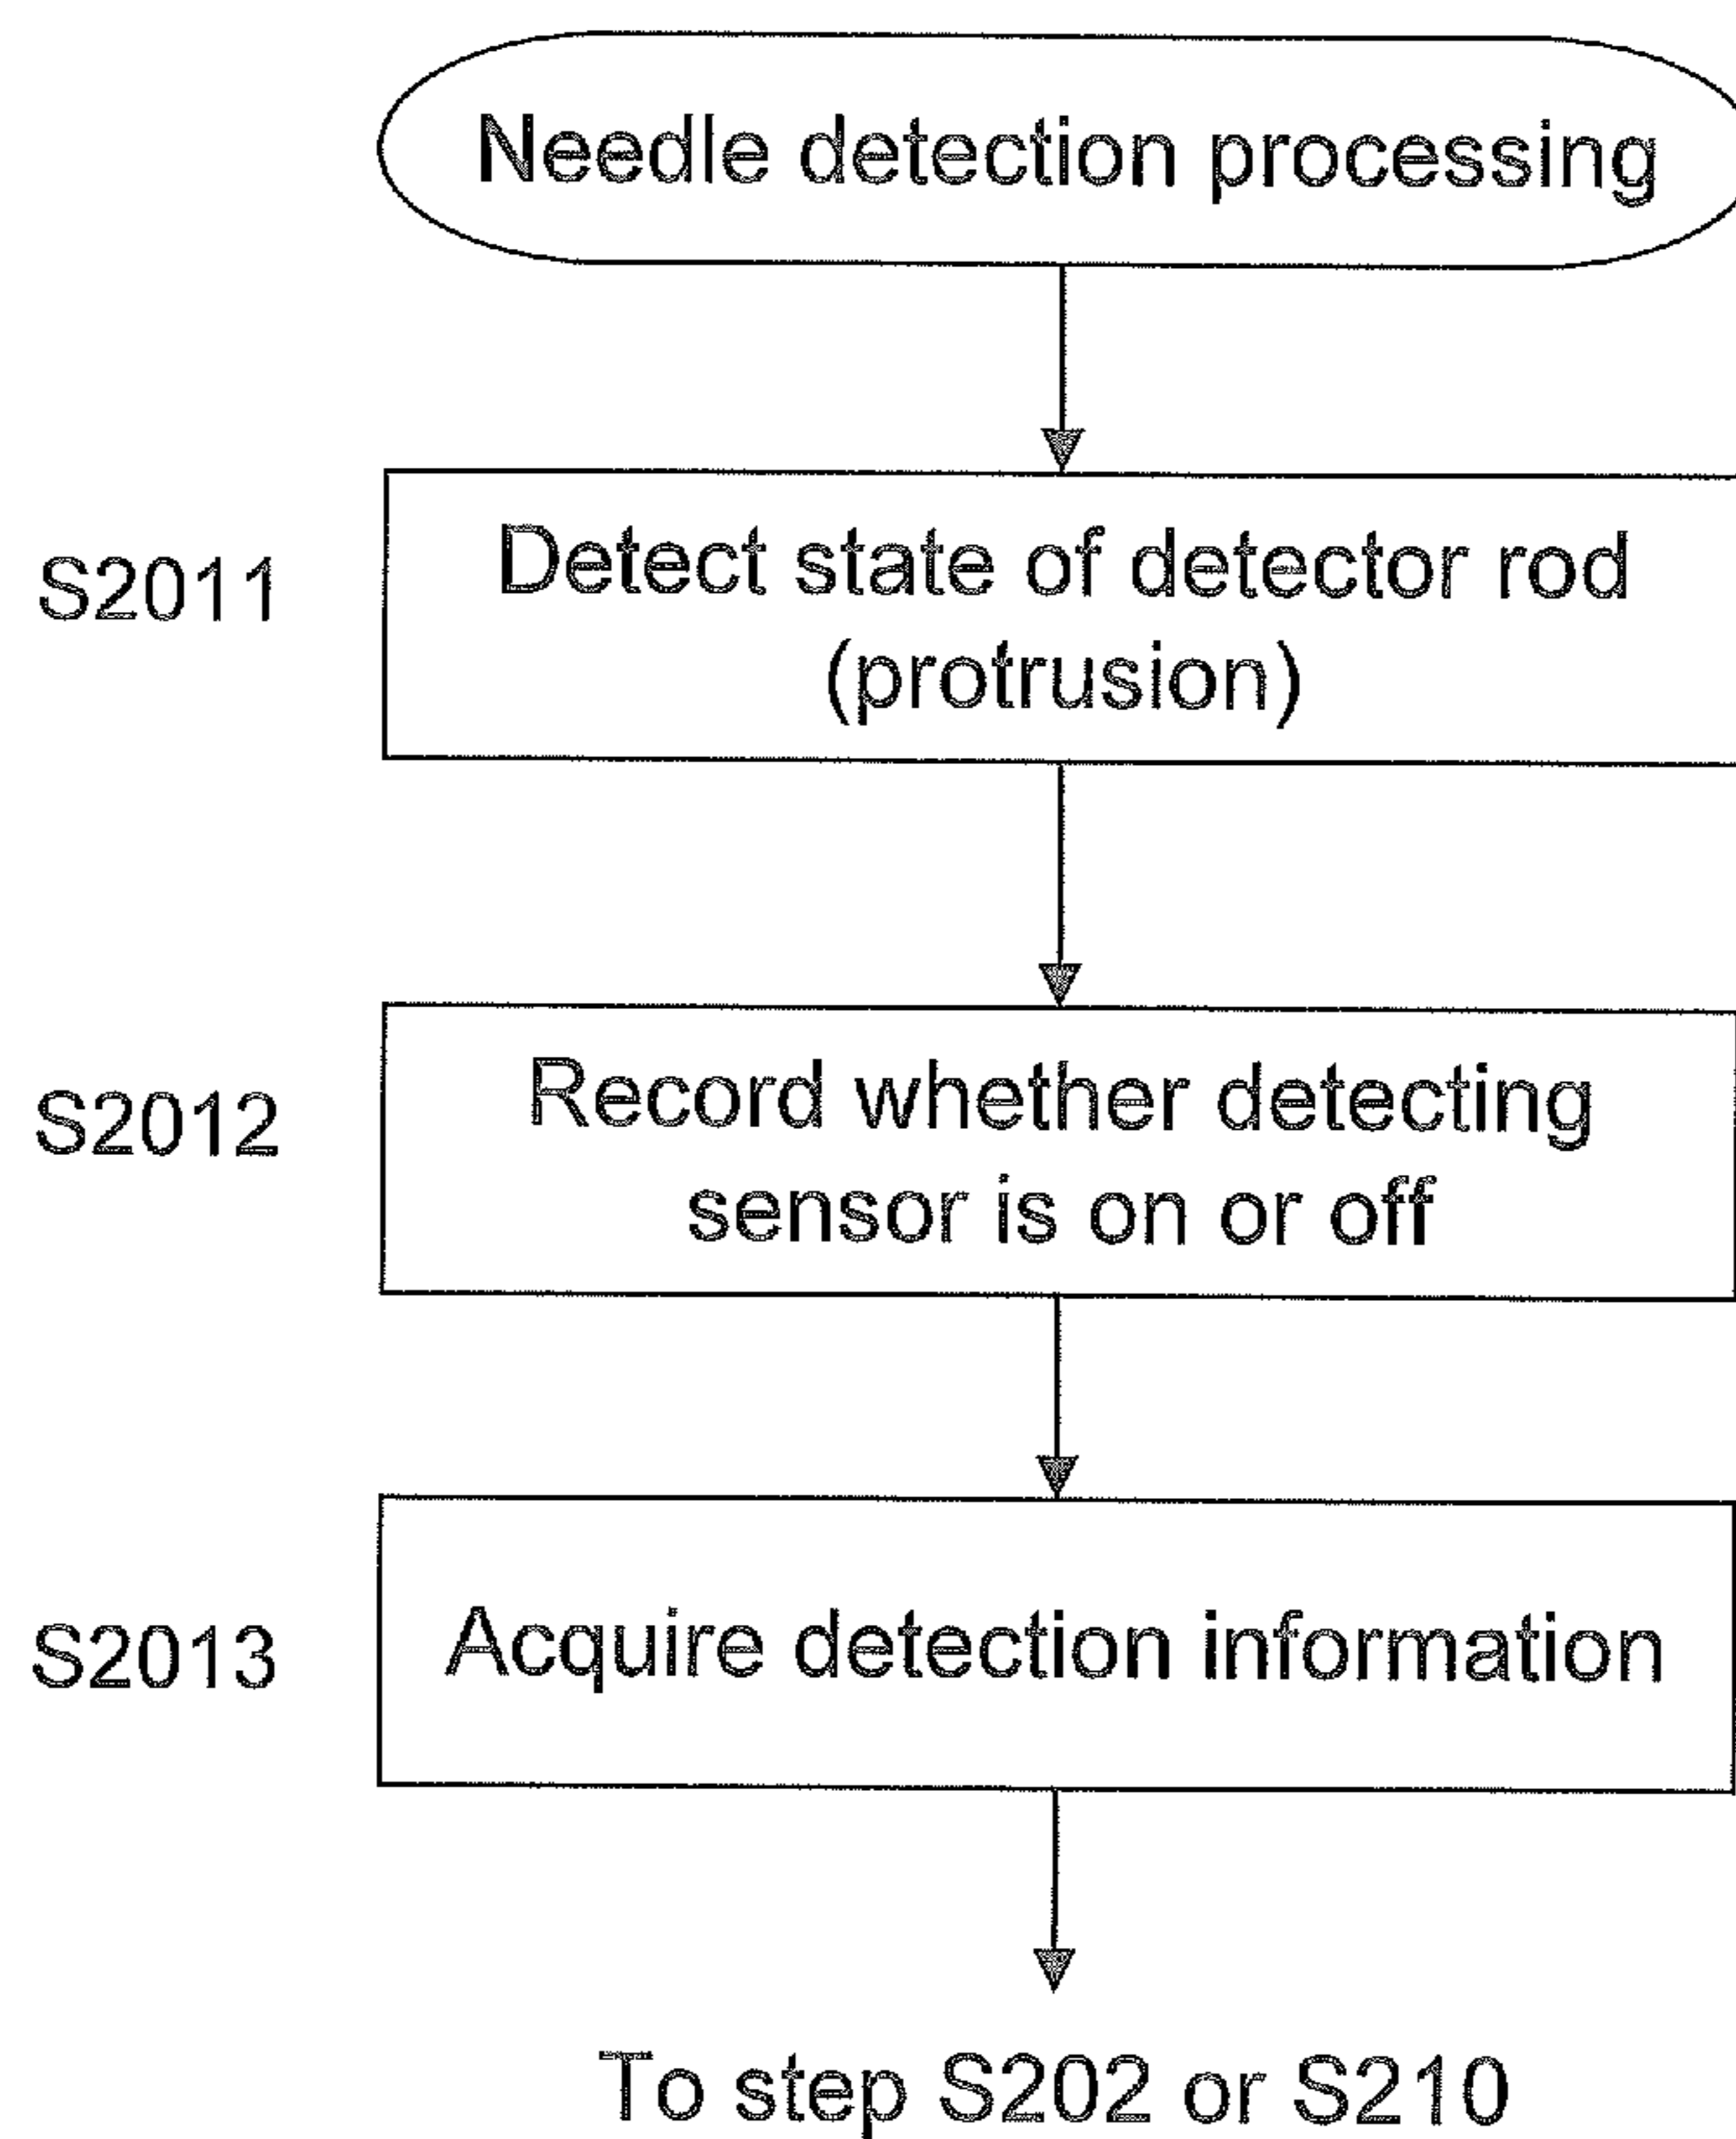 Needle detection processing
S2011
Detect state of detector rod
(protrusion)
S2012
Record whether detecting
sensor is on or off
S2013
Acquire detection information
To step S202 or S210